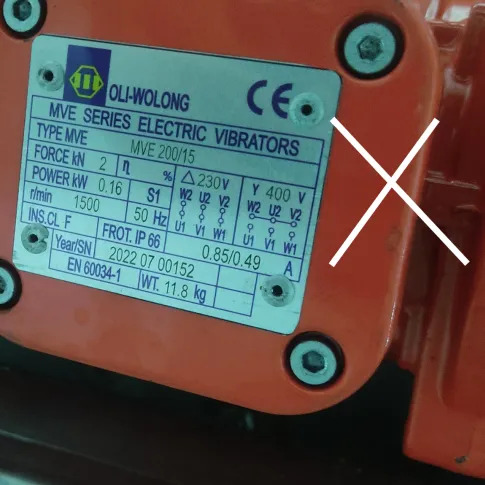 OLI-WOLONG CE
MVE SERIES ELECTRIC VIBRATORS
TYPE MVE MVE 200/15
FORCE kN 2 η % △ 230 V Y 400 V
POWER kW 0.16 S1 W2 U2 V2 W2 U2 V2
r/min 1500 50 Hz U1 V1 W1 U1 V1 W1
INS.CL F FROT. IP 66 0.85/0.49 A
Year/SN 2022 07 00152
EN 60034-1 WT. 11.8 kg